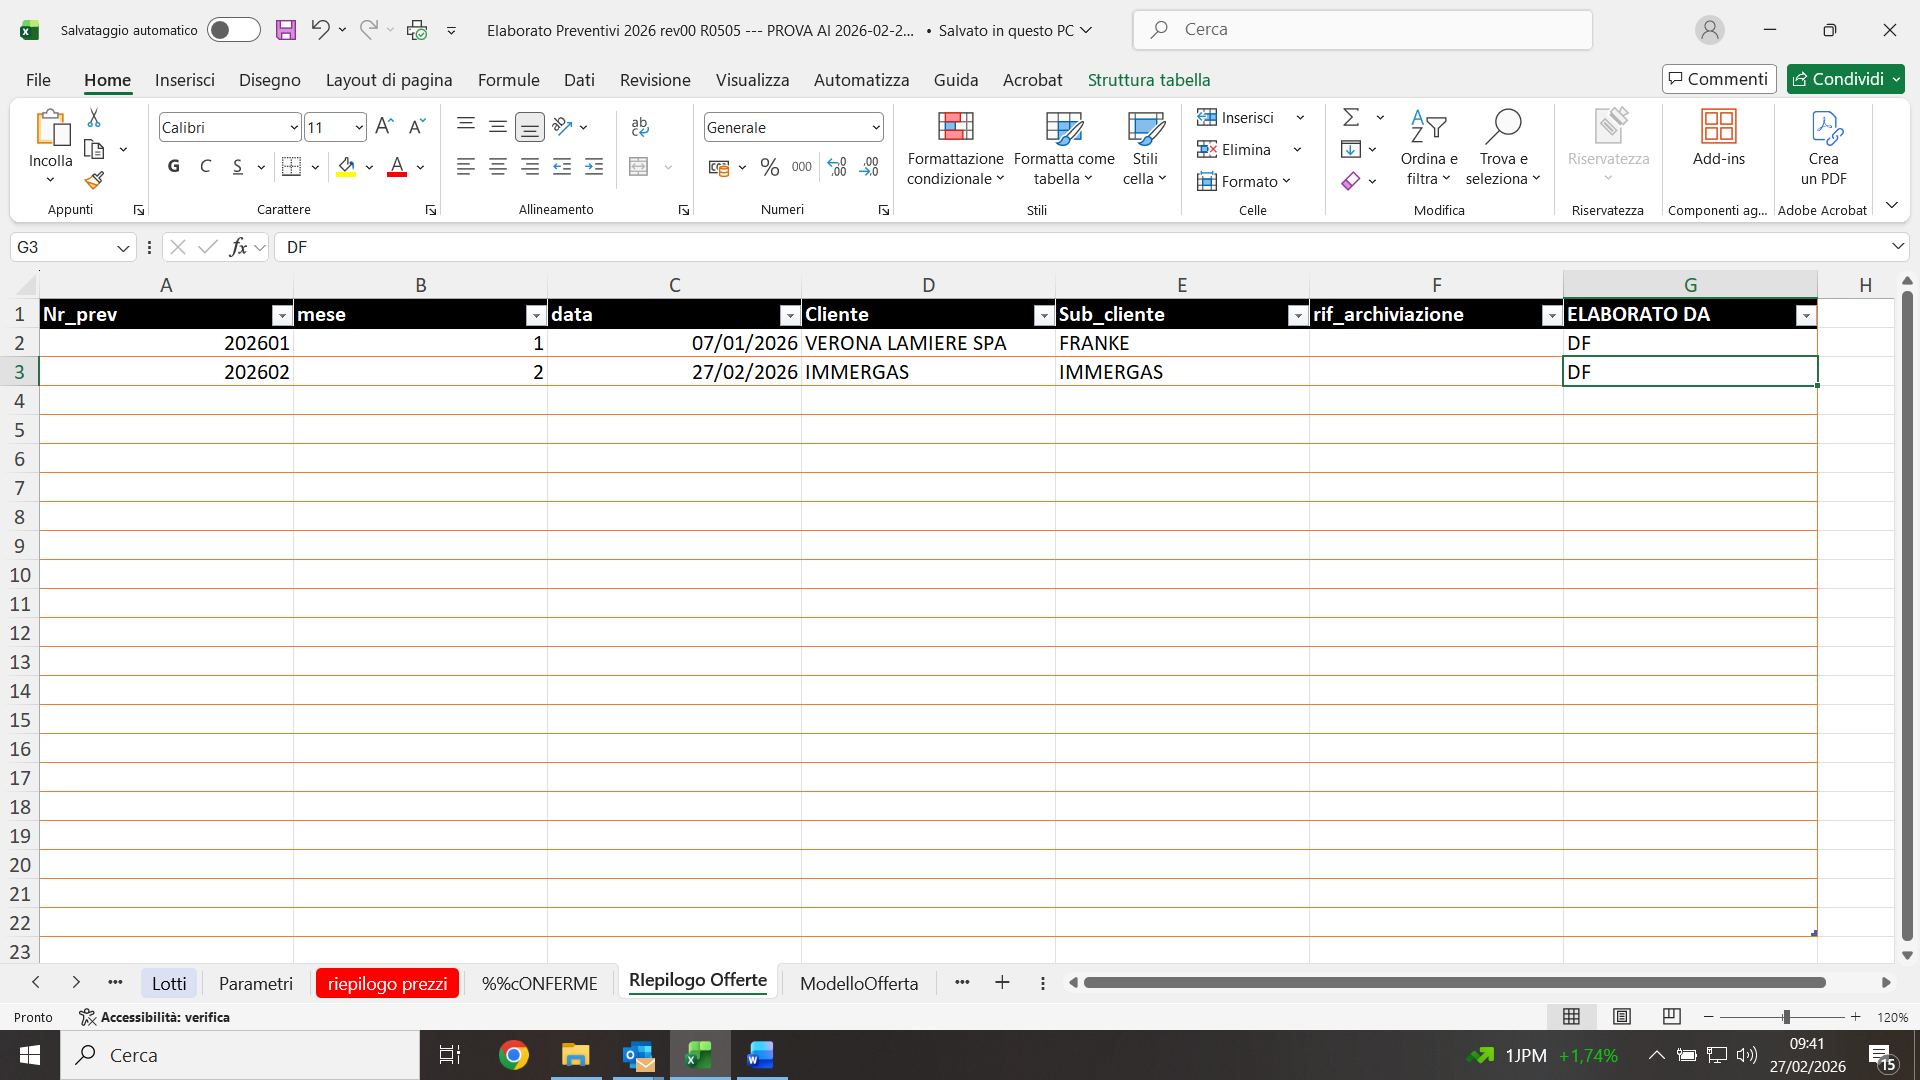 Salvataggio automatico
Elaborato Preventivi 2026 rev00 R0505 --- PROVA AI 2026-02-2... • Salvato in questo PC
Cerca
File Home Inserisci Disegno Layout di pagina Formule Dati Revisione Visualizza Automatizza Guida Acrobat Struttura tabella
Commenti
Condividi
Incolla
Appunti
Calibri 11
G C S
Carattere
ab
Allineamento
Generale
% 000
Numeri
Formattazione condizionale
Formatta come tabella
Stili cella
Stili
Inserisci
Elimina
Formato
Celle
Ordina e filtra
Trova e seleziona
Modifica
Riservatezza
Riservatezza
Add-ins
Componenti ag...
Crea un PDF
Adobe Acrobat
G3 fx DF
A B C D E F G H
1 Nr_prev mese data Cliente Sub_cliente rif_archiviazione ELABORATO DA
2 202601 1 07/01/2026 VERONA LAMIERE SPA FRANKE DF
3 202602 2 27/02/2026 IMMERGAS IMMERGAS DF
4
5
6
7
8
9
10
11
12
13
14
15
16
17
18
19
20
21
22
23
Lotti Parametri riepilogo prezzi %%cONFERME RIepilogo Offerte ModelloOfferta
Pronto Accessibilità: verifica 120%
Cerca
1JPM +1,74%
09:41
27/02/2026
15